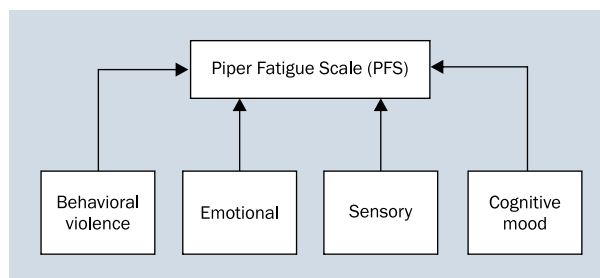 Piper Fatigue Scale (PFS)
Behavioral
violence
Emotional
Sensory
Cognitive
mood